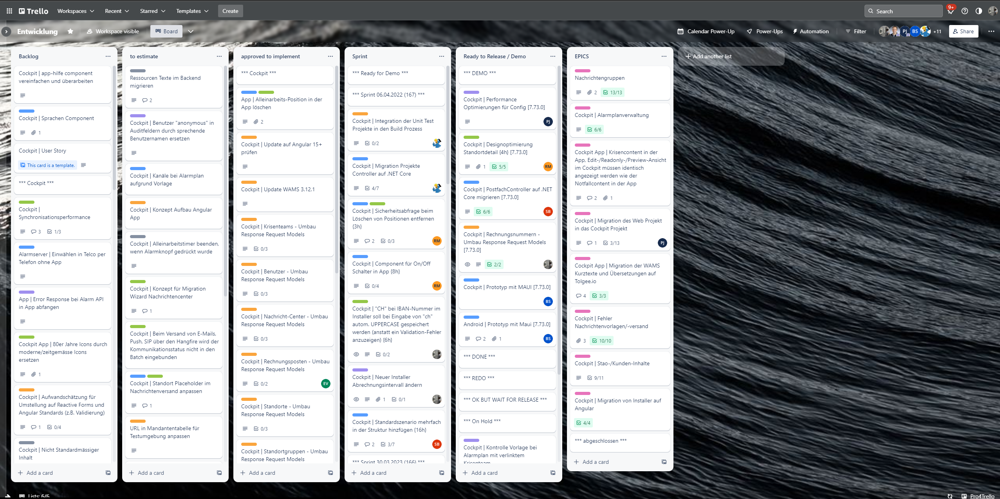 Trello
Workspaces
Recent
Starred
Templates
Create
Search
9+
Entwicklung
Workspace visible
Board
Calendar Power-Up
Power-Ups
Automation
Filter
PJ
BS
+11
Share
Backlog
Cockpit | app-hilfe component
vereinfachen und überarbeiten
Cockpit | Sprachen Component
1
Cockpit | User Story
This card is a template.
*** Cockpit ***
Cockpit |
Synchronisationsperformance
3 1/3
Alarmserver | Einwählen in Telco per
Telefon ohne App
App | Error Response bei Alarm API
in App abfangen
Cockpit App | 80er Jahre Icons durch
moderne/zeitgemässe Icons
ersetzen
1
Cockpit | Aufwandschätzung für
Umstellung auf Reactive Forms und
Angular Standards (z.B. Validierung)
1 0/4
Cockpit | Nicht Standardmässiger
Inhalt
Add a card
to estimate
Ressourcen Texte im Backend
migrieren
2
Cockpit | Benutzer "anonymous" in
Auditfeldern durch sprechende
Benutzernamen ersetzen
Cockpit | Kanäle bei Alarmplan
aufgrund Vorlage
Cockpit | Konzept Aufbau Angular
App
Cockpit | Alleinarbeitstimer beenden,
wenn Alarmknopf gedrückt wurde
Cockpit | Konzept für Migration
Wizard Nachrichtencenter
1
Cockpit | Beim Versand von E-Mails,
Push, SIP über den Hangfire wird der
Kommunikationsstatus nicht in den
Batch eingebunden
Cockpit | Standort Placeholder im
Nachrichtenversand anpassen
1
URL in Mandantentabelle für
Testumgebung anpassen
Add a card
approved to implement
*** Cockpit ***
App | Alleinarbeits-Position in der
App löschen
2
Cockpit | Update auf Angular 15+
prüfen
Cockpit | Update WAMS 3.12.1
Cockpit | Krisenteams - Umbau
Response Request Models
0/3
Cockpit | Benutzer - Umbau
Response Request Models
0/3
Cockpit | Nachricht-Center - Umbau
Response Request Models
0/3
Cockpit | Rechnungsposten - Umbau
Response Request Models
0/2 EV
Cockpit | Standorte - Umbau
Response Request Models
0/3
Cockpit | Standortgruppen - Umbau
Response Request Models
Add a card
Sprint
*** Ready for Demo ***
*** Sprint 06.04.2022 (167) ***
Cockpit | Integration der Unit Test
Projekte in den Build Prozess
0/2
Cockpit | Migration Projekte
Controller auf .NET Core
4/7
Cockpit | Sicherheitsabfrage beim
Löschen von Positionen entfernen
{3h}
2 0/3 RM
Cockpit | Component für On/Off
Schalter in App {8h}
0/4 RM
Cockpit | "CH" bei IBAN-Nummer im
Installer soll bei Eingabe von "ch"
autom. UPPERCASE gespeichert
werden (anstatt ein Validation-Fehler
anzuzeigen) {6h}
0/2
Cockpit | Neuer Installer
Abrechnungsintervall ändern
1 0/1
Cockpit | Standardszenario mehrfach
in der Struktur hinzfügen {16h}
2 3/7 SB
*** Sprint 30.03.2023 (166) ***
Add a card
Ready to Release / Demo
*** DEMO ***
Cockpit | Performance
Optimierungen für Config [7.73.0]
PJ
Cockpit | Designoptimierung
Standortdetail {4h} [7.73.0]
1 5/5 RM
Cockpit | PostfachController auf .NET
Core migrieren [7.73.0]
6/6 SB
Cockpit | Rechnungsnummern -
Umbau Response Request Models
[7.73.0]
2/2
Cockpit | Prototyp mit MAUI [7.73.0]
BS
Android | Prototyp mit Maui [7.73.0]
2 1 BS
*** DONE ***
*** REDO ***
*** OK BUT WAIT FOR RELEASE ***
*** On Hold ***
Cockpit | Kontrolle Vorlage bei
Alarmplan mit verlinktem
Krisenteam
Add a card
EPICS
Nachrichtengruppen
2 13/13
Cockpit | Alarmplanverwaltung
6/6
Cockpit App | Krisencontent in der
App, Edit-/Readonly-/Preview-Ansicht
im Cockpit müssen identisch
angezeigt werden wie der
Notfallcontent in der App
2 1
Cockpit | Migration des Web Projekt
in das Cockpit Projekt
1 3/13 PJ
Cockpit App | Migration der WAMS
Kurztexte und Übersetzungen auf
Tolgee.io
4 3/3
Cockpit | Fehler
Nachrichtenvorlagen/-versand
3 10/10
Cockpit | Stao-/Kunden-Inhalte
9/11
Cockpit | Migration von Installer auf
Angular
4/4
*** abgeschlossen ***
Add a card
Add another list
Lists: 6/6
Pro4Trello